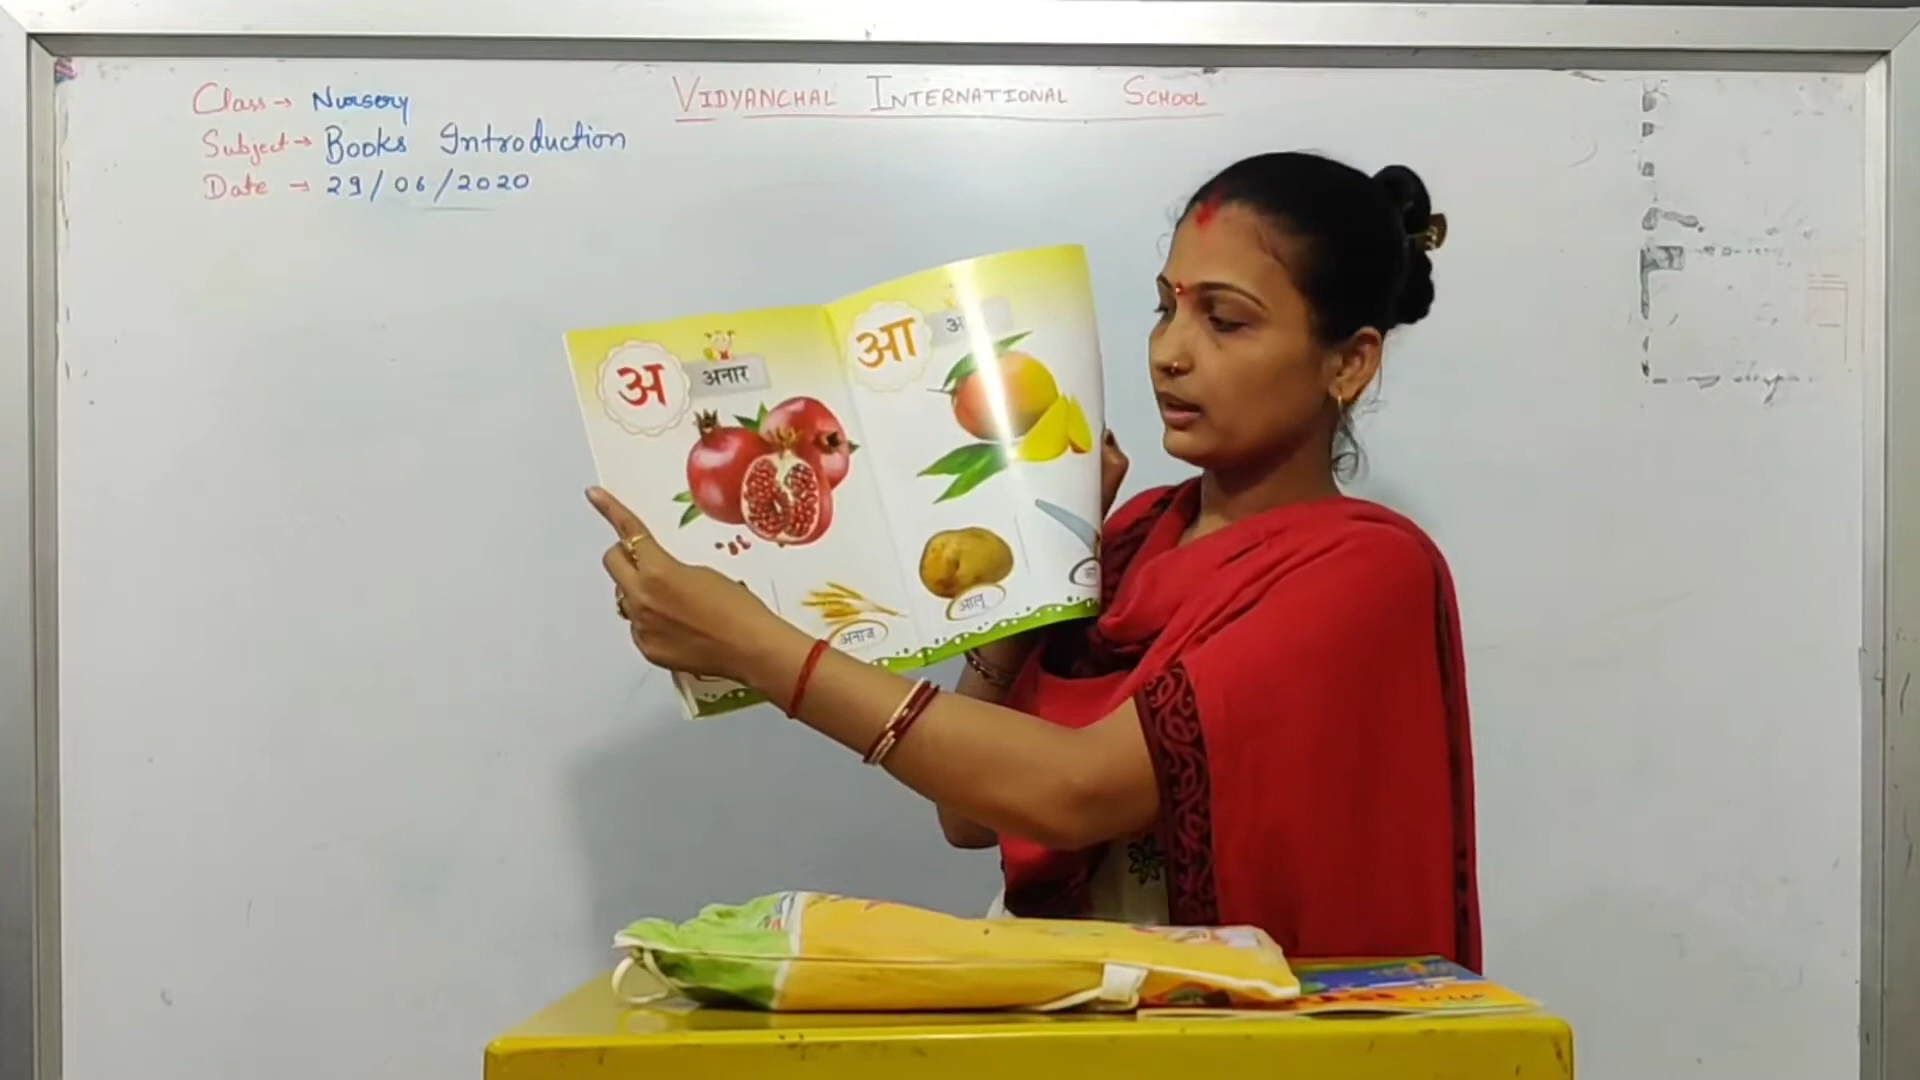 VIDYANCHAL INTERNATIONAL SCHOOL
Class → Nursery
Subject → Books Introduction
Date → 29/06/2020
अ
अनार
अनाज
आ
आलू